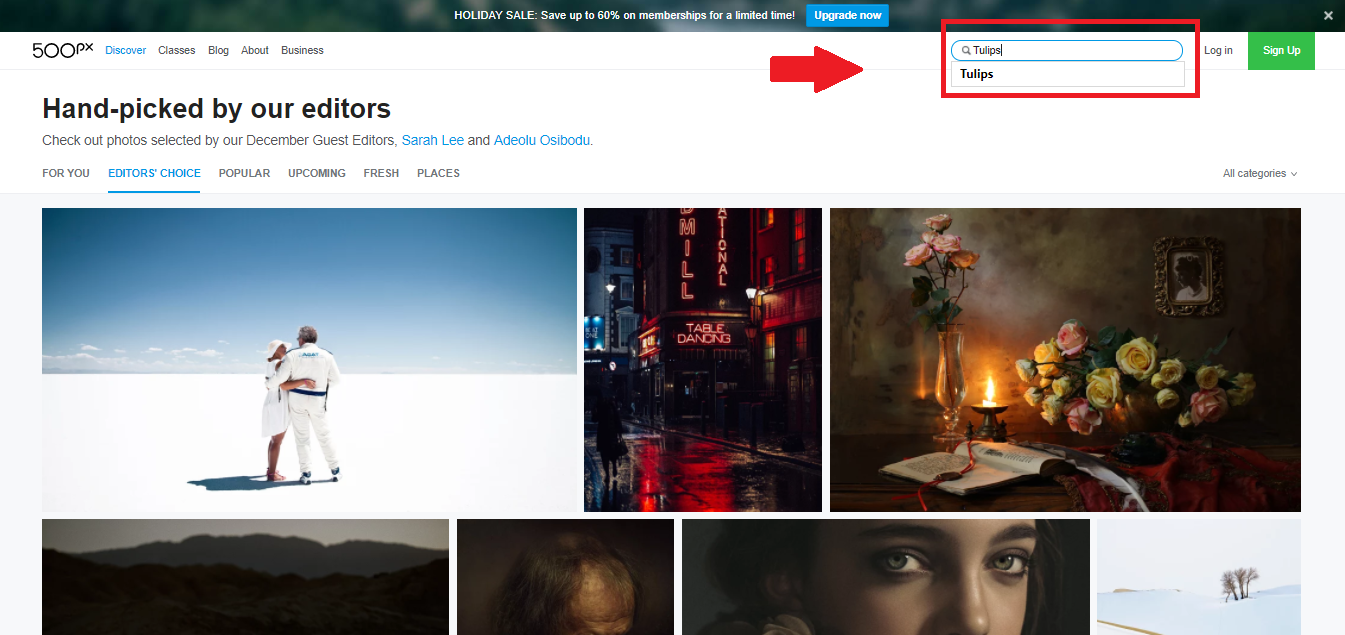 HOLIDAY SALE: Save up to 60% on memberships for a limited time! Upgrade now ×
500px Discover Classes Blog About Business Tulips Log in Sign Up
Tulips
Hand-picked by our editors
Check out photos selected by our December Guest Editors, Sarah Lee and Adeolu Osibodu.
FOR YOU EDITORS' CHOICE POPULAR UPCOMING FRESH PLACES All categories
DMILL
ATIONAL
TABLE
DANCING